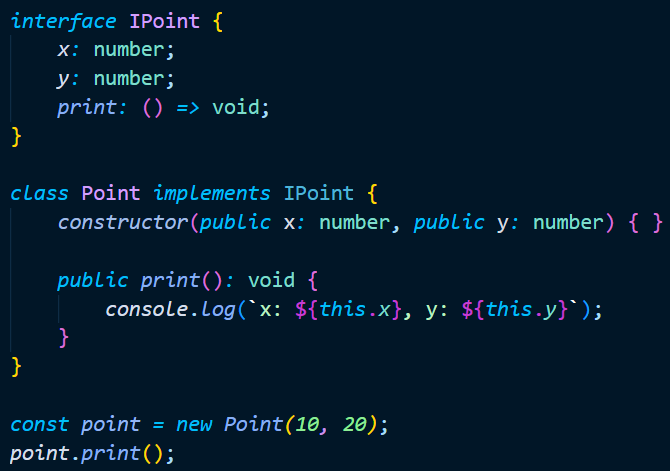 interface IPoint {
    x: number;
    y: number;
    print: () => void;
}

class Point implements IPoint {
    constructor(public x: number, public y: number) { }

    public print(): void {
        console.log(`x: ${this.x}, y: ${this.y}`);
    }
}

const point = new Point(10, 20);
point.print();